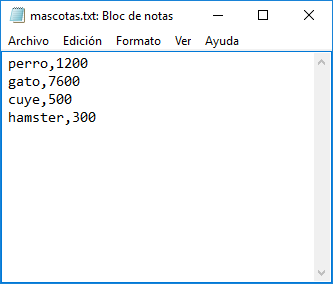 mascotas.txt: Bloc de notas
Archivo Edición Formato Ver Ayuda
perro,1200
gato,7600
cuye,500
hamster,300